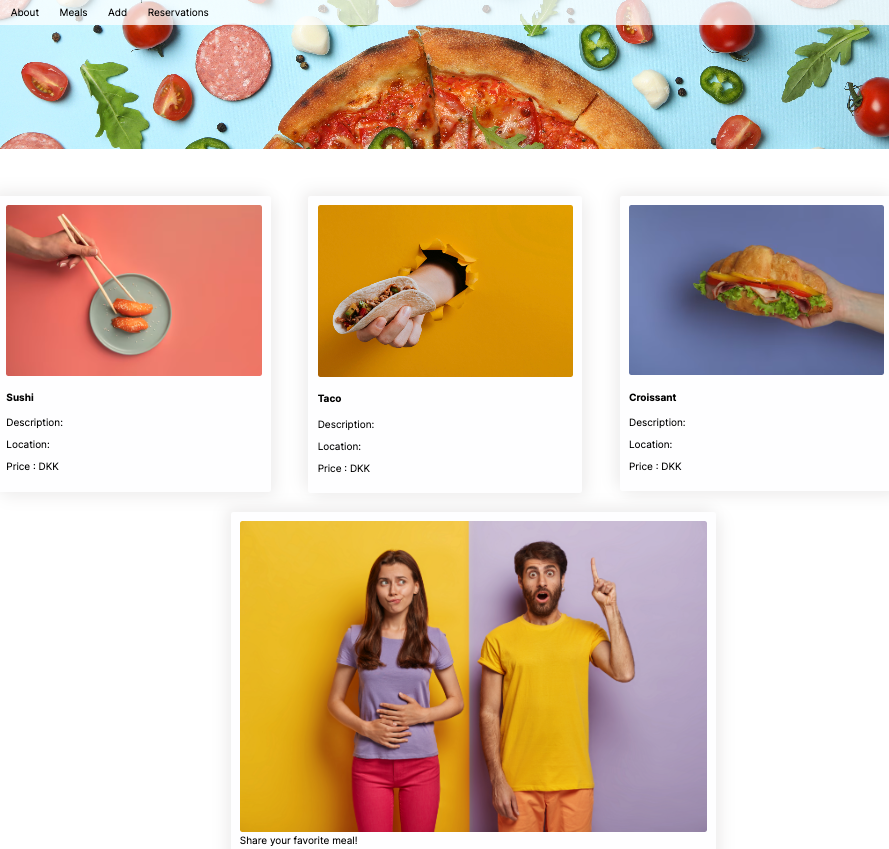 About Meals Add Reservations
Sushi
Description:
Location:
Price : DKK
Taco
Description:
Location:
Price : DKK
Croissant
Description:
Location:
Price : DKK
Share your favorite meal!